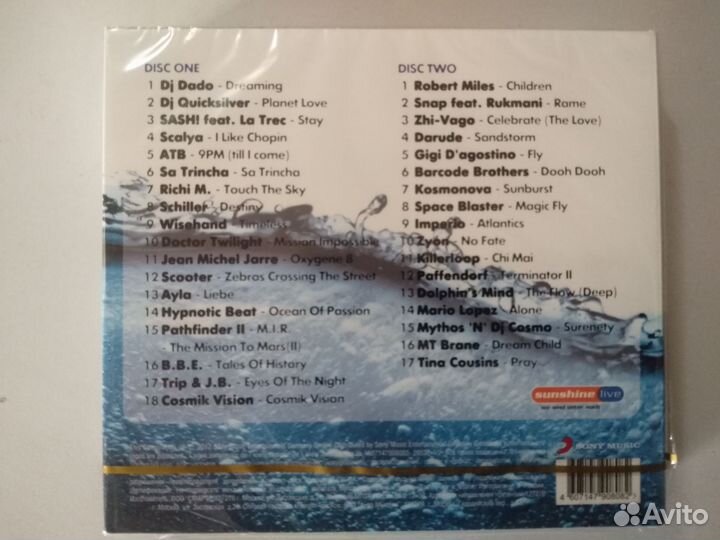 DISC ONE
1 Dj Dado - Dreaming
2 Dj Quicksilver - Planet Love
3 SASH! feat. La Trec - Stay
4 Scalya - I Like Chopin
5 ATB - 9PM (till I come)
6 Sa Trincha - Sa Trincha
7 Richi M. - Touch The Sky
8 Schiller - Destiny
9 Wisehand - Timeless
10 Doctor Twilight - Mission Impossible
11 Jean Michel Jarre - Oxygene 8
12 Scooter - Zebras Crossing The Street
13 Ayla - Liebe
14 Hypnotic Beat - Ocean Of Passion
15 Pathfinder II - M.I.R.
- The Mission To Mars(II)
16 B.B.E. - Tales Of Histary
17 Trip & J.B. - Eyes Of The Night
18 Cosmik Vision - Cosmik Vision
DISC TWO
1 Robert Miles - Children
2 Snap feat. Rukmani - Rame
3 Zhi-Vago - Celebrate (The Love)
4 Darude - Sandstorm
5 Gigi D'agostino - Fly
6 Barcode Brothers - Dooh Dooh
7 Kosmonova - Sunburst
8 Space Blaster - Magic Fly
9 Imperio - Atlantics
10 Zyon - No Fate
11 Killerloop - Chi Mai
12 Paffendorf - Terminator II
13 Dolphin's Mind - The Flow (Deep)
14 Mario Lopez - Alone
15 Mythos 'N' Dj Cosmo - Surenety
16 MT Brane - Dream Child
17 Tina Cousins - Pray
sunshine live
SONY MUSIC
4 607147 908082
Avito